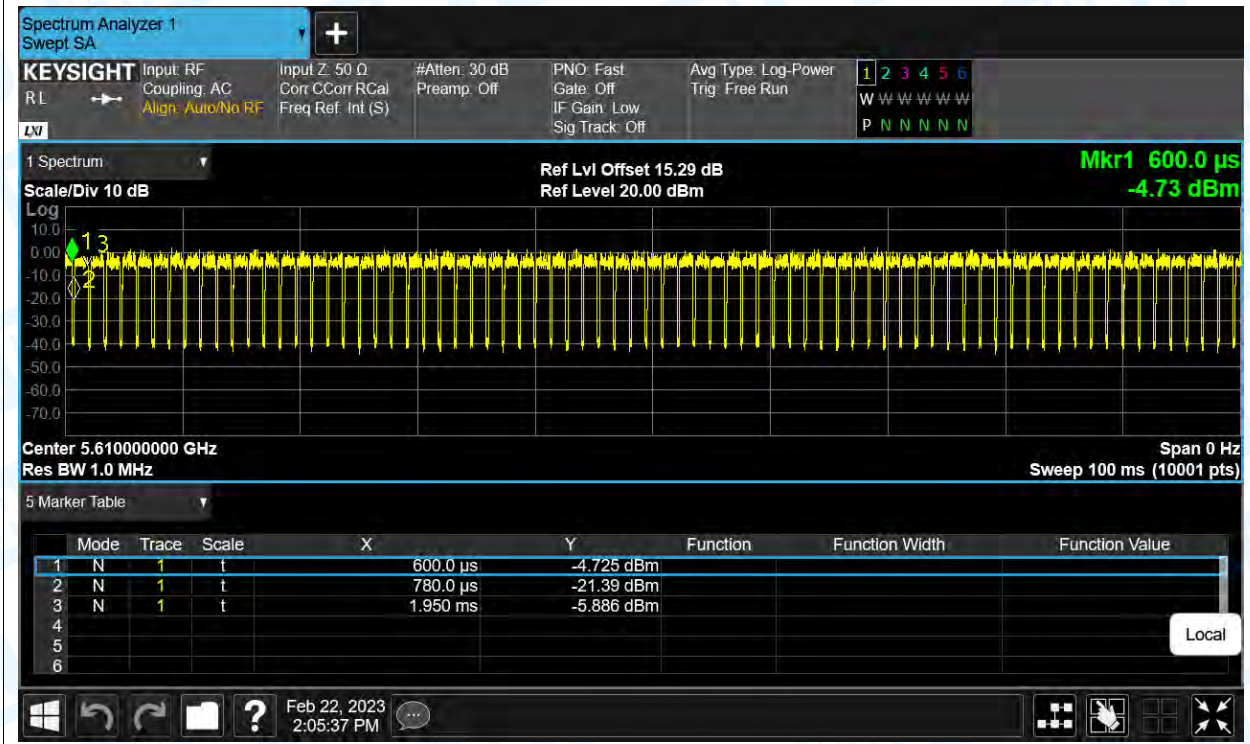 Spectrum Analyzer 1
Swept SA
+
KEYSIGHT Input: RF Input Z: 50 Ω #Atten: 30 dB PNO: Fast Avg Type: Log-Power 1 2 3 4 5 6
R L Coupling: AC Corr CCorr RCal Preamp: Off Gate: Off Trig: Free Run W W W W W W W
Align: Auto/No RF Freq Ref: Int (S) IF Gain: Low
LXI Sig Track: Off P N N N N N
1 Spectrum Ref Lvl Offset 15.29 dB Mkr1 600.0 µs
Scale/Div 10 dB Ref Level 20.00 dBm -4.73 dBm
Log
10.0
1 3
0.00
-10.0
2
-20.0
-30.0
-40.0
-50.0
-60.0
-70.0
Center 5.610000000 GHz Span 0 Hz
Res BW 1.0 MHz Sweep 100 ms (10001 pts)
5 Marker Table
Mode Trace Scale X Y Function Function Width Function Value
1 N 1 t 600.0 µs -4.725 dBm
2 N 1 t 780.0 µs -21.39 dBm
3 N 1 t 1.950 ms -5.886 dBm
4
5
6
Local
? Feb 22, 2023
2:05:37 PM